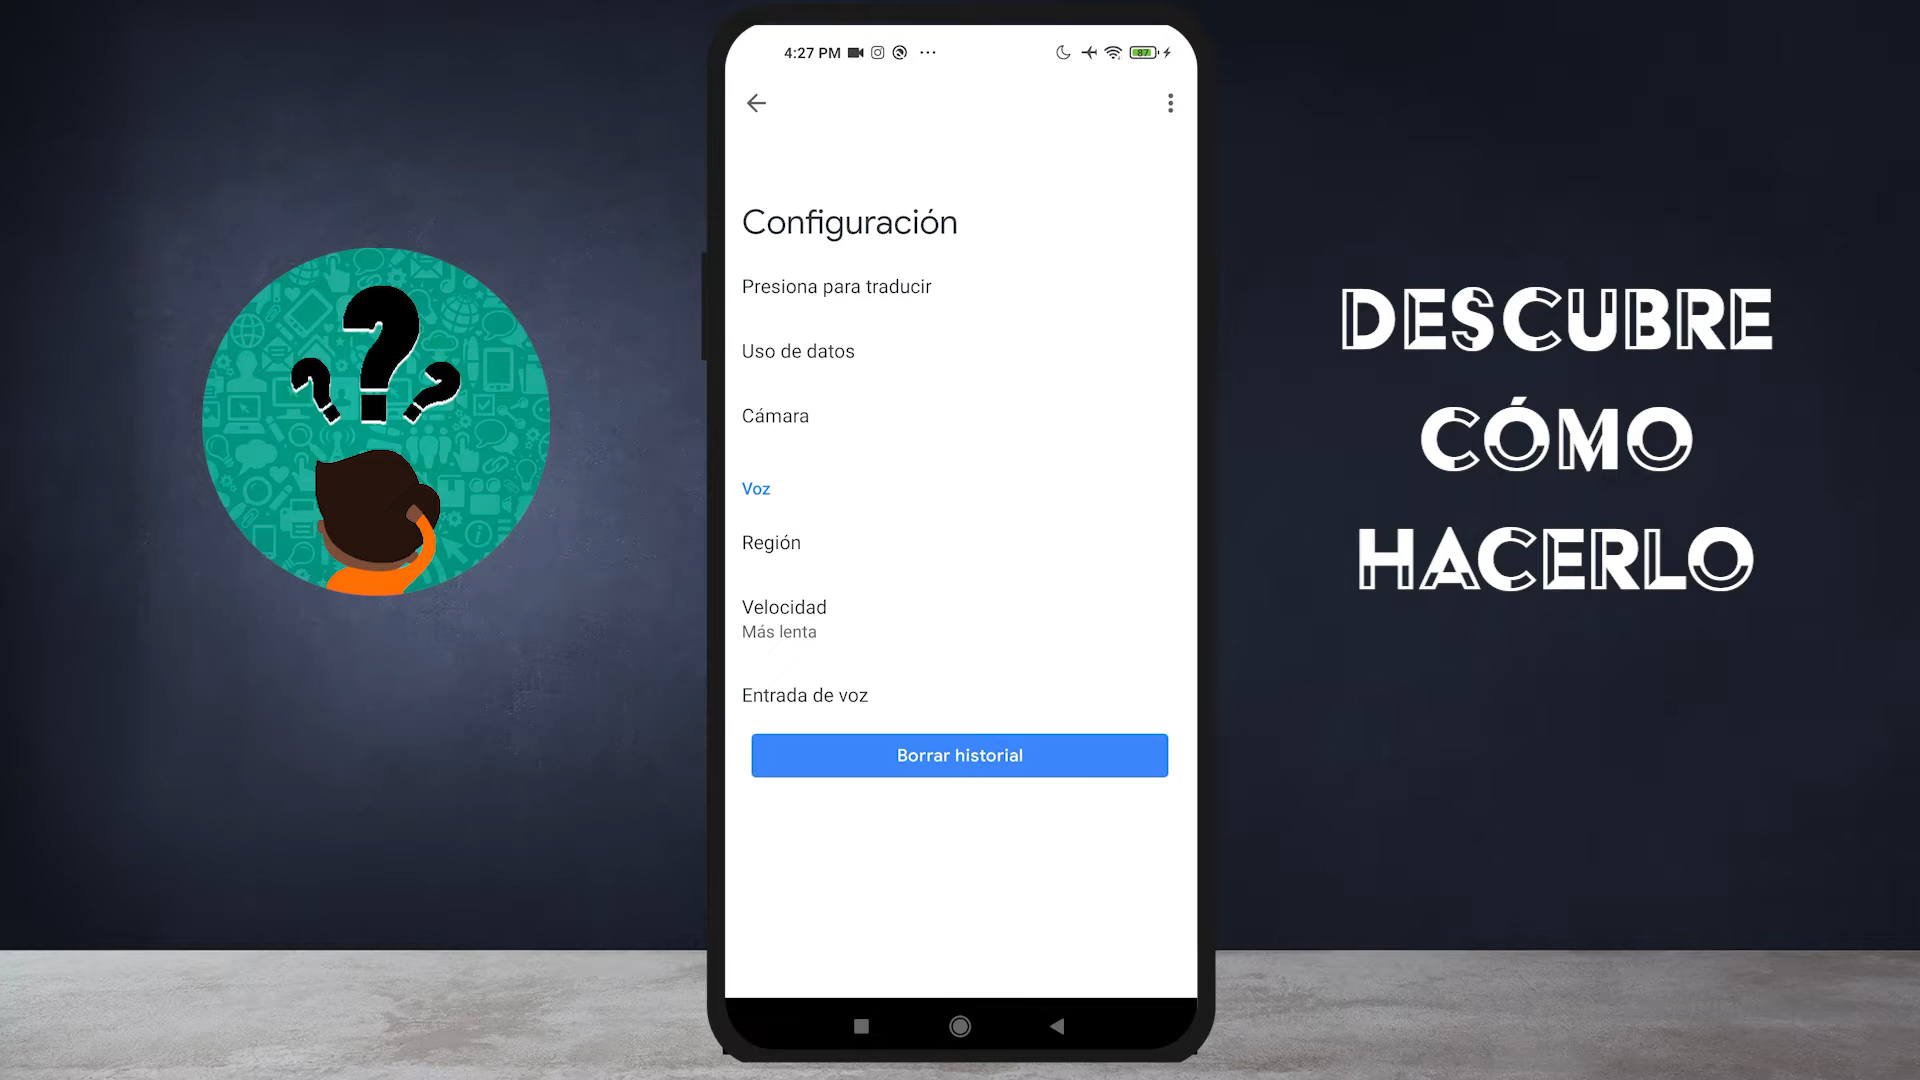 4:27 PM
87
Configuración
Presiona para traducir
Uso de datos
Cámara
Voz
Región
Velocidad
Más lenta
Entrada de voz
Borrar historial
DESCUBRE
CÓMO
HACERLO